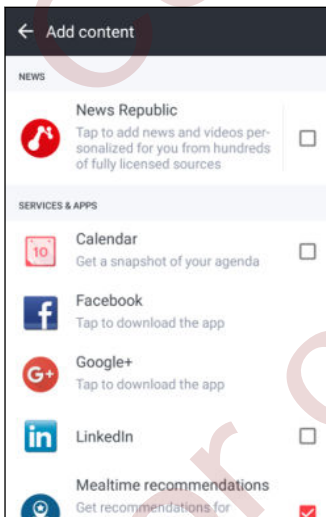 Add content
NEWS
News Republic
Tap to add news and videos per-
sonalized for you from hundreds
of fully licensed sources
SERVICES & APPS
10
Calendar
Get a snapshot of your agenda
f
Facebook
Tap to download the app
G+
Google+
Tap to download the app
in
LinkedIn
Mealtime recommendations
Get recommendations for